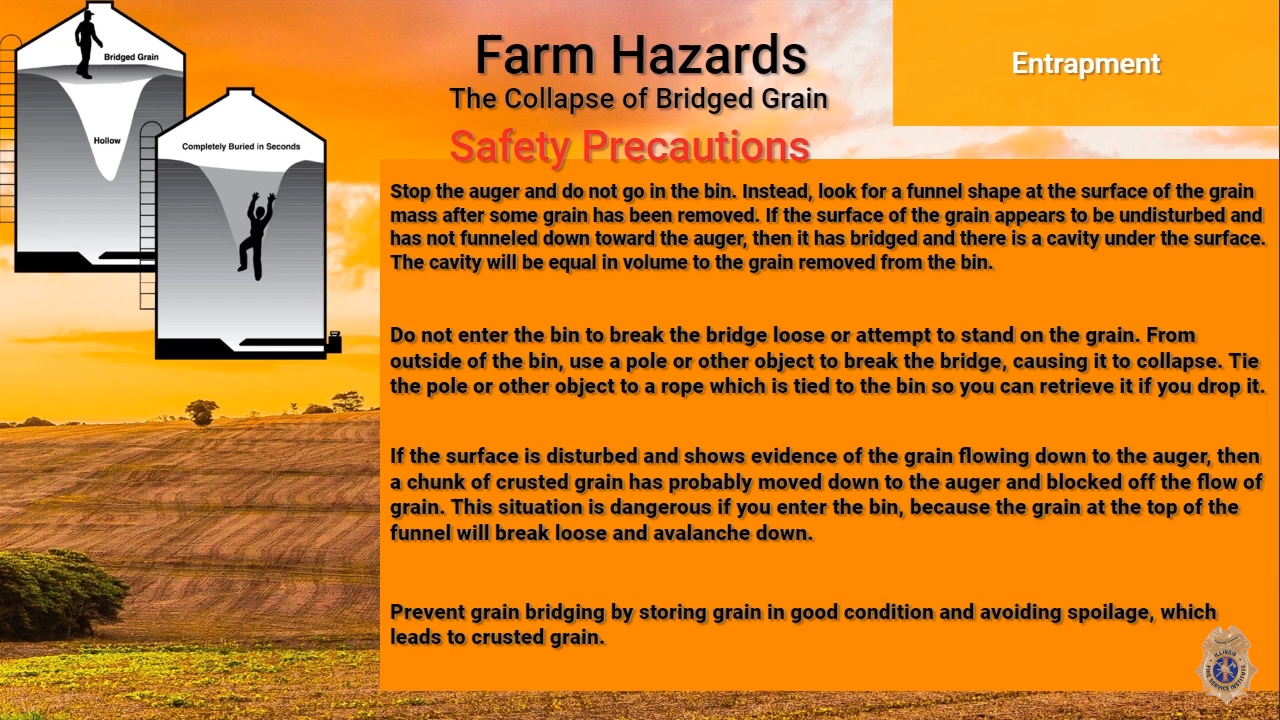 Farm Hazards
The Collapse of Bridged Grain
Safety Precautions
Entrapment
Bridged Grain
Hollow
Completely Buried in Seconds
Stop the auger and do not go in the bin. Instead, look for a funnel shape at the surface of the grain
mass after some grain has been removed. If the surface of the grain appears to be undisturbed and
has not funneled down toward the auger, then it has bridged and there is a cavity under the surface.
The cavity will be equal in volume to the grain removed from the bin.
Do not enter the bin to break the bridge loose or attempt to stand on the grain. From
outside of the bin, use a pole or other object to break the bridge, causing it to collapse. Tie
the pole or other object to a rope which is tied to the bin so you can retrieve it if you drop it.
If the surface is disturbed and shows evidence of the grain flowing down to the auger, then
a chunk of crusted grain has probably moved down to the auger and blocked off the flow of
grain. This situation is dangerous if you enter the bin, because the grain at the top of the
funnel will break loose and avalanche down.
Prevent grain bridging by storing grain in good condition and avoiding spoilage, which
leads to crusted grain.
ILLINOIS
FIRE SERVICE INSTITUTE